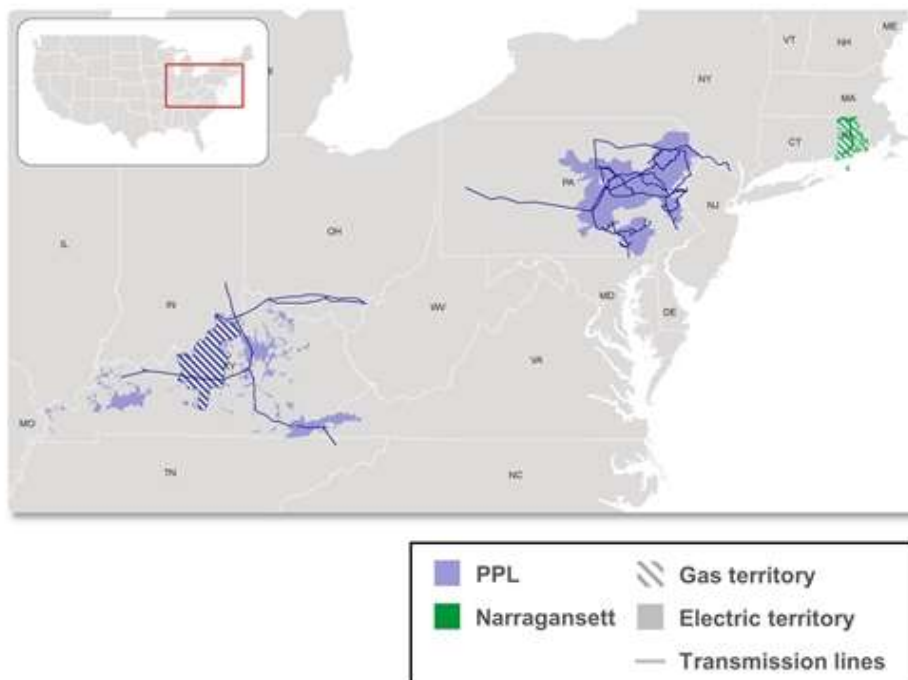 ME
VT
NH
NY
MA
CT
PA
NJ
OH
IL
IN
MD
DE
WV
KY
VA
MO
TN
NC
PPL
Gas territory
Narragansett
Electric territory
Transmission lines